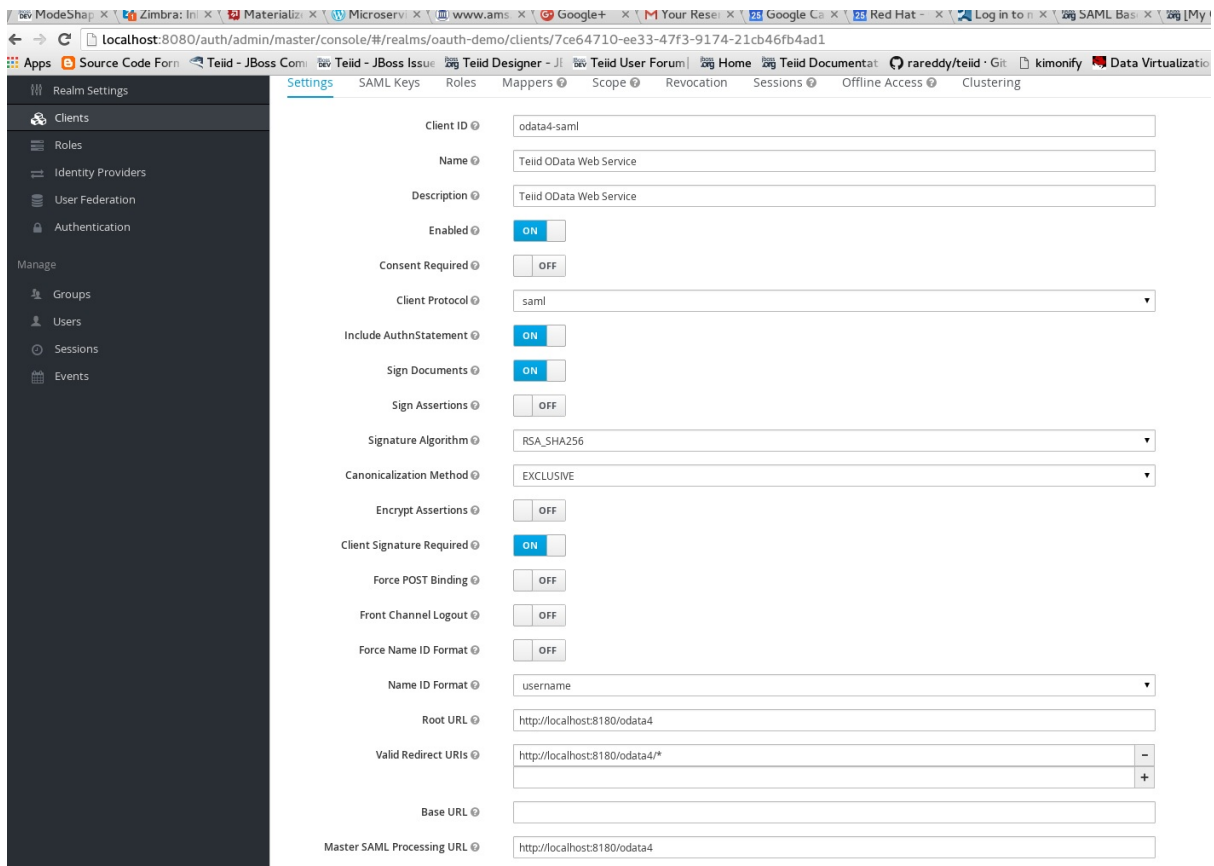 ModeShap
Zimbra: In
Materializ
Microservi
www.ams
Google+
Your Rese
Google Ca
Red Hat -
Log in to
SAML Bas
[My
localhost:8080/auth/admin/master/console/#/realms/oauth-demo/clients/7ce64710-ee33-47f3-9174-21cb46fb4ad1
Apps Source Code Form Teiid - JBoss Com Teiid - JBoss Issue Teiid Designer - J Teiid User Forum Home Teiid Documentat rareddy/teiid · Git kimonify Data Virtualizatio
Realm Settings
Clients
Roles
Identity Providers
User Federation
Authentication
Manage
Groups
Users
Sessions
Events
Settings SAML Keys Roles Mappers Scope Revocation Sessions Offline Access Clustering
Client ID odata4-saml
Name Teiid OData Web Service
Description Teiid OData Web Service
Enabled ON
Consent Required OFF
Client Protocol saml
Include AuthnStatement ON
Sign Documents ON
Sign Assertions OFF
Signature Algorithm RSA_SHA256
Canonicalization Method EXCLUSIVE
Encrypt Assertions OFF
Client Signature Required ON
Force POST Binding OFF
Front Channel Logout OFF
Force Name ID Format OFF
Name ID Format username
Root URL http://localhost:8180/odata4
Valid Redirect URIs http://localhost:8180/odata4/* -
+
Base URL
Master SAML Processing URL http://localhost:8180/odata4